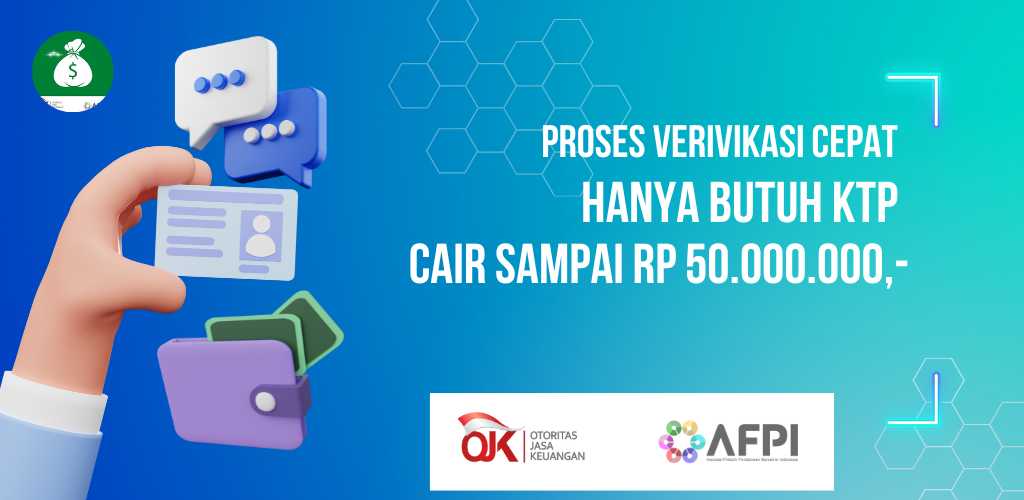 PROSES VERIVIKASI CEPAT
HANYA BUTUH KTP
CAIR SAMPAI RP 50.000.000,-
OJK
OTORITAS
JASA
KEUANGAN
AFPI